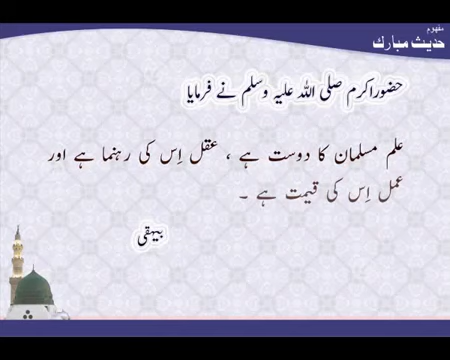 مفہوم
حدیث مبارک
حضور اکرم صلی اللہ علیہ وسلم نے فرمایا
علم مسلمان کا دوست ہے ، عقل اِس کی رہنما ہے اور
عمل اِس کی قیمت ہے ۔
بیہقی